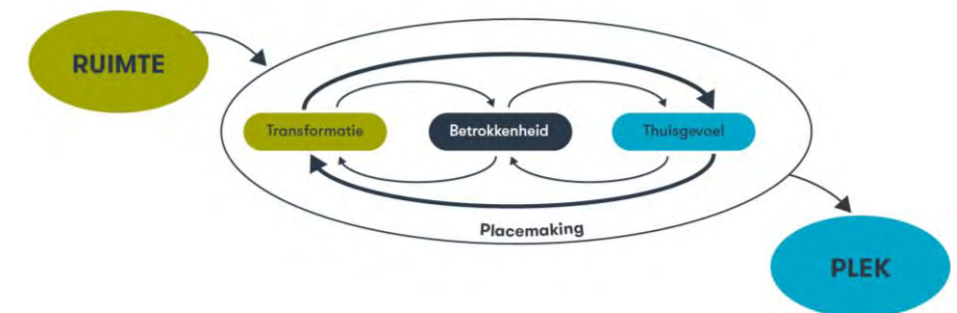 RUIMTE
Transformatie
Betrokkenheid
Thuisgevoel
Placemaking
PLEK